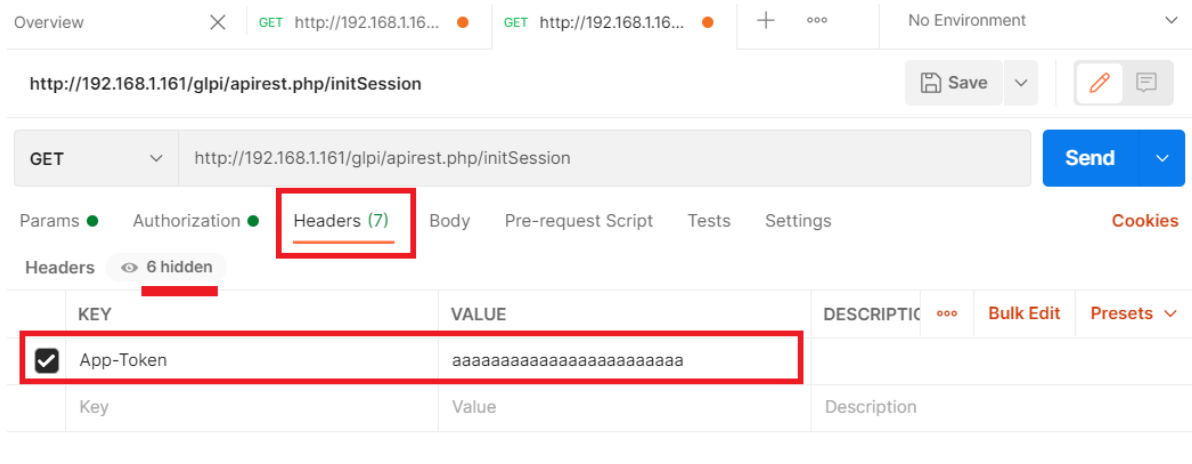 Overview GET http://192.168.1.16... GET http://192.168.1.16... No Environment
http://192.168.1.161/glpi/apirest.php/initSession Save
GET http://192.168.1.161/glpi/apirest.php/initSession Send
Params Authorization Headers (7) Body Pre-request Script Tests Settings Cookies
Headers 6 hidden
KEY VALUE DESCRIPTIC Bulk Edit Presets
App-Token aaaaaaaaaaaaaaaaaaaaaaaa
Key Value Description